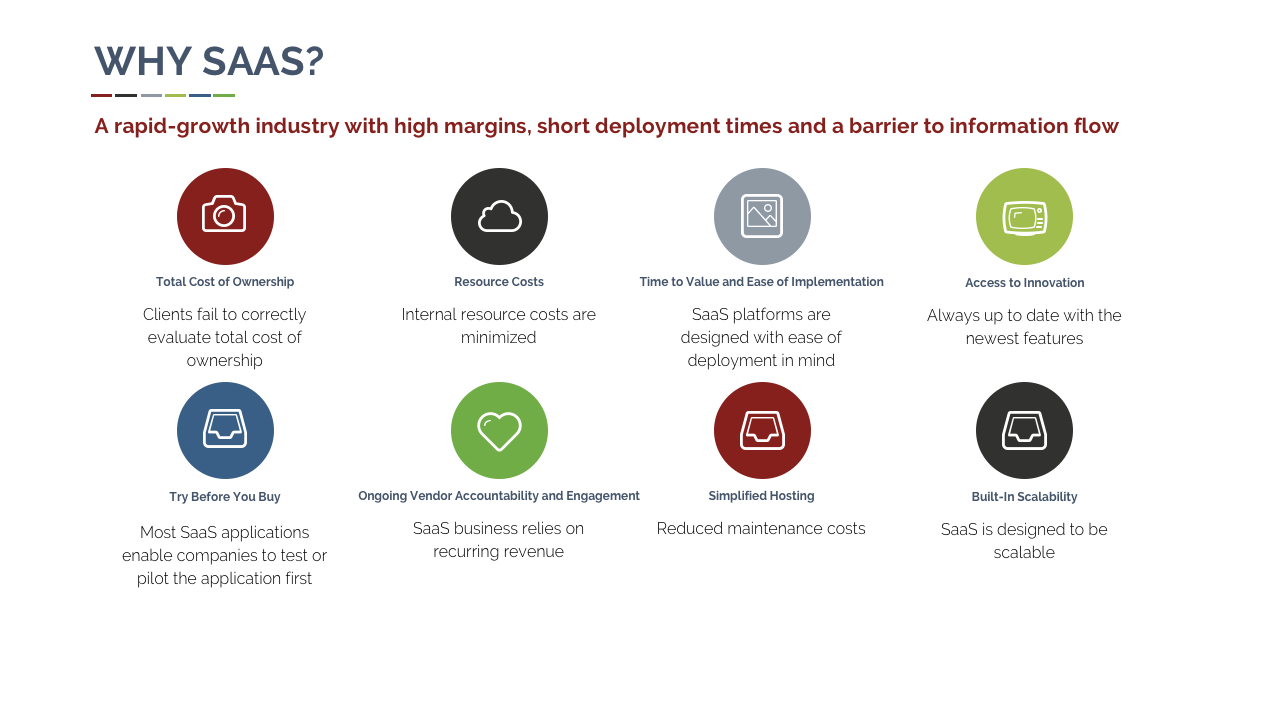 WHY SAAS?
A rapid-growth industry with high margins, short deployment times and a barrier to information flow
Total Cost of Ownership
Clients fail to correctly
evaluate total cost of
ownership
Resource Costs
Internal resource costs are
minimized
Time to Value and Ease of Implementation
SaaS platforms are
designed with ease of
deployment in mind
Access to Innovation
Always up to date with the
newest features
Try Before You Buy
Most SaaS applications
enable companies to test or
pilot the application first
Ongoing Vendor Accountability and Engagement
SaaS business relies on
recurring revenue
Simplified Hosting
Reduced maintenance costs
Built-In Scalability
SaaS is designed to be
scalable